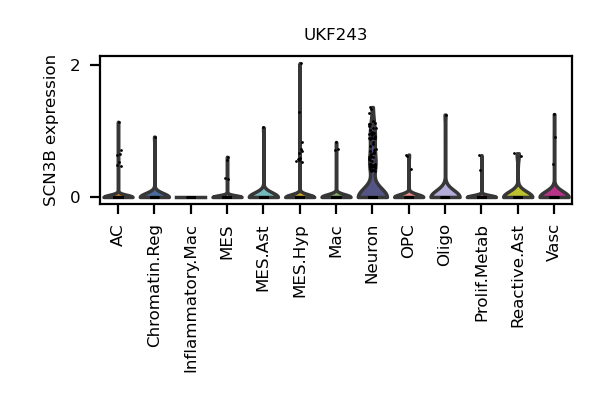 UKF243
SCN3B expression
2
0
AC
Chromatin.Reg
Inflammatory.Mac
MES
MES.Ast
MES.Hyp
Mac
Neuron
OPC
Oligo
Prolif.Metab
Reactive.Ast
Vasc